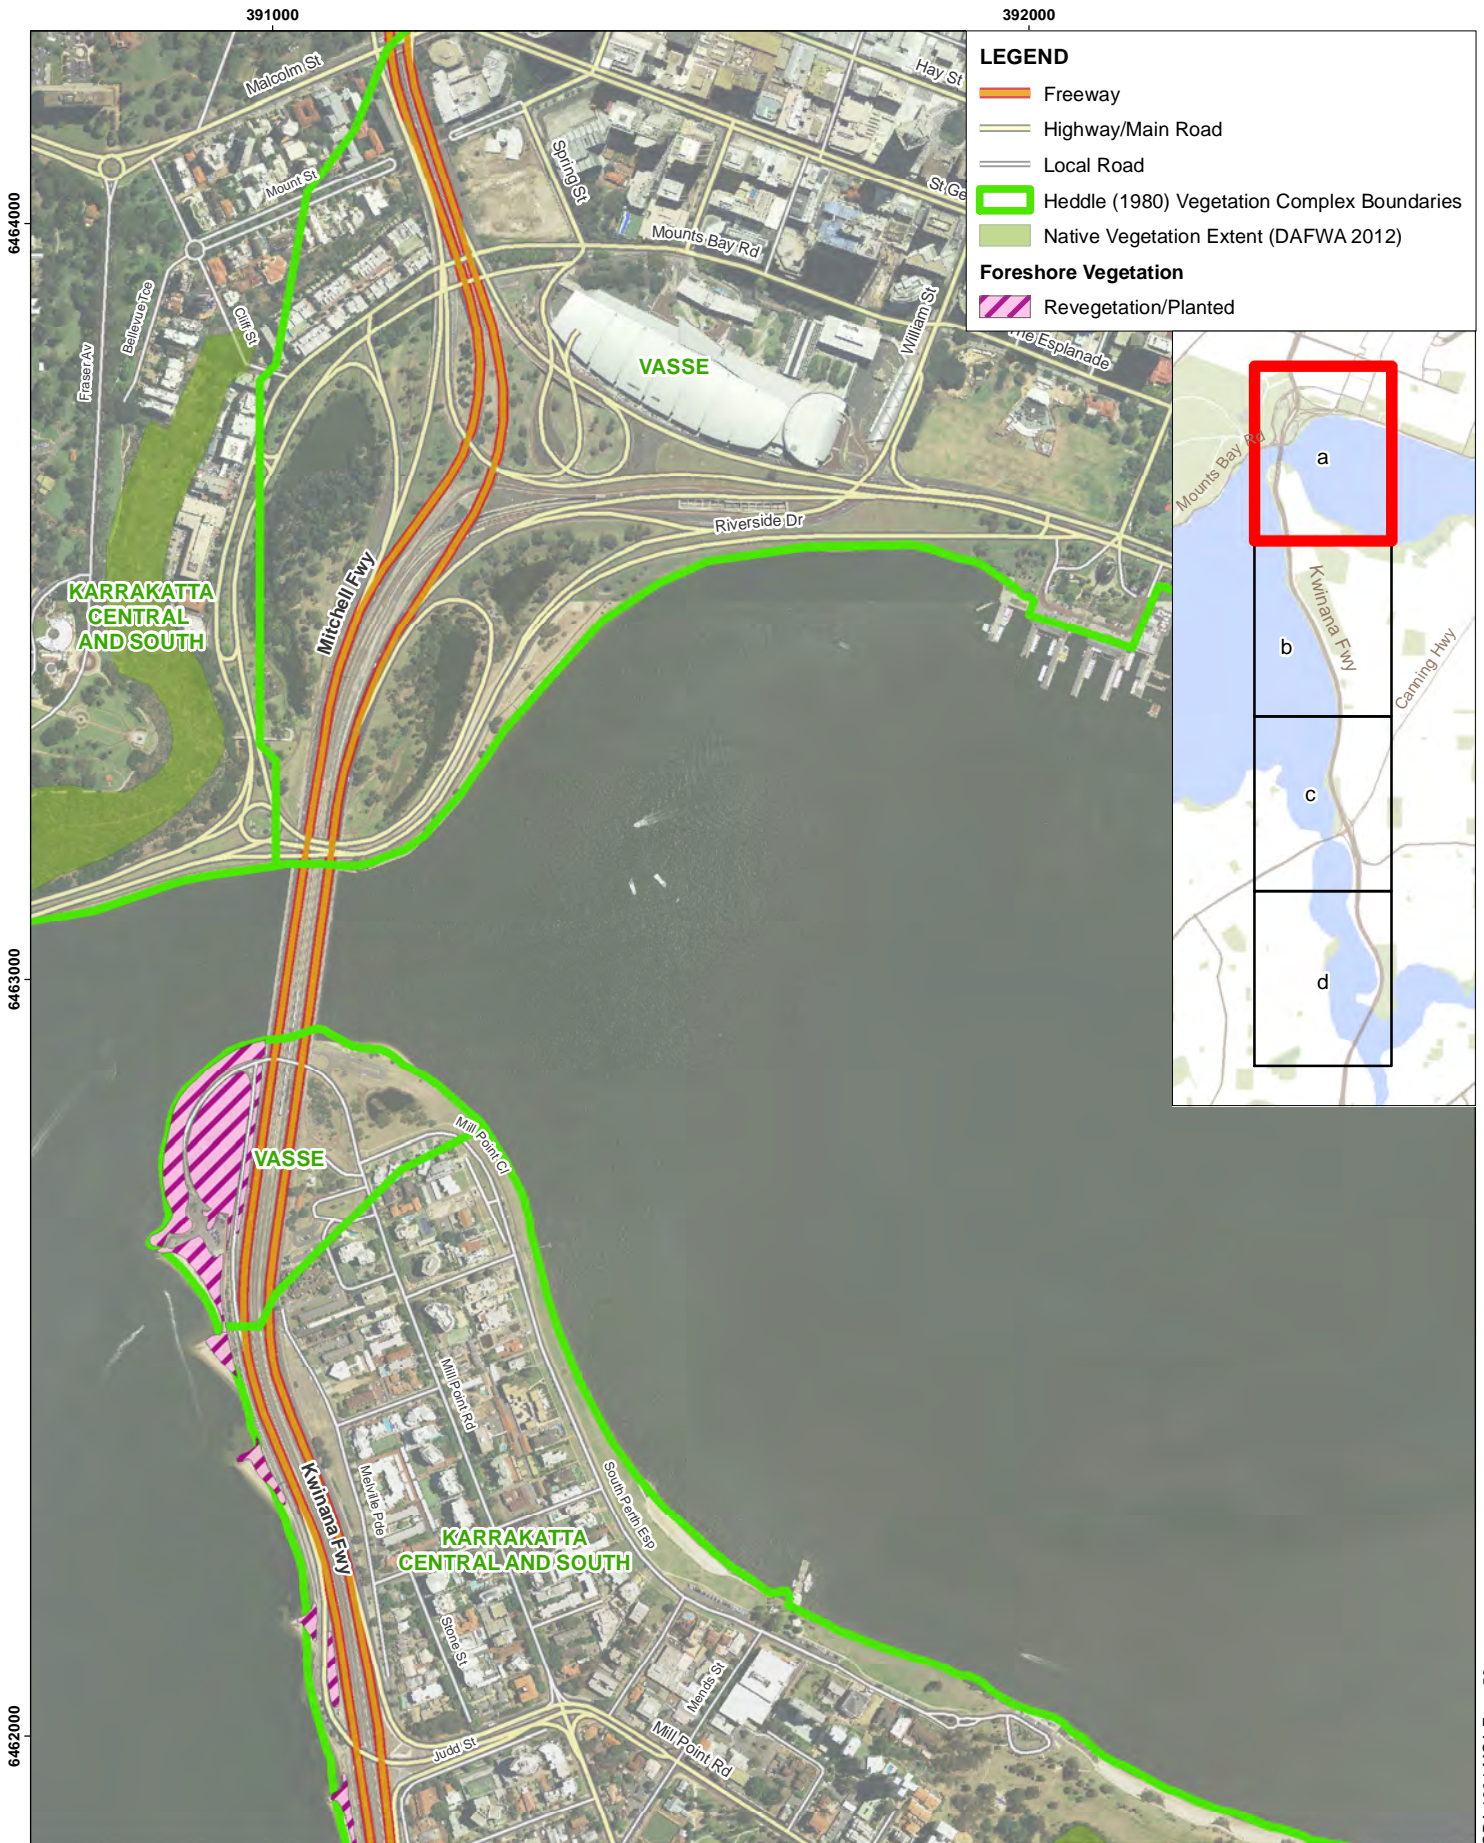 391000
392000
6464000
6463000
6462000
LEGEND
Freeway
Highway/Main Road
Local Road
Heddle (1980) Vegetation Complex Boundaries
Native Vegetation Extent (DAFWA 2012)
Foreshore Vegetation
Revegetation/Planted
Malcolm St
Hay St
Spring St
St Ge
Mount St
Mounts Bay Rd
William St
The Esplanade
Bellevue Tce
Cliff St
Fraser Av
VASSE
Riverside Dr
Mitchell Fwy
KARRAKATTA
CENTRAL
AND SOUTH
Mounts Bay Rd
a
b
Kwinana Fwy
Canning Hwy
c
d
Mill Point Cl
VASSE
Mill Point Rd
Melville Pde
Kwinana Fwy
South Perth Esp
KARRAKATTA
CENTRAL AND SOUTH
Stone St
Mends St
Judd St
Mill Point Rd